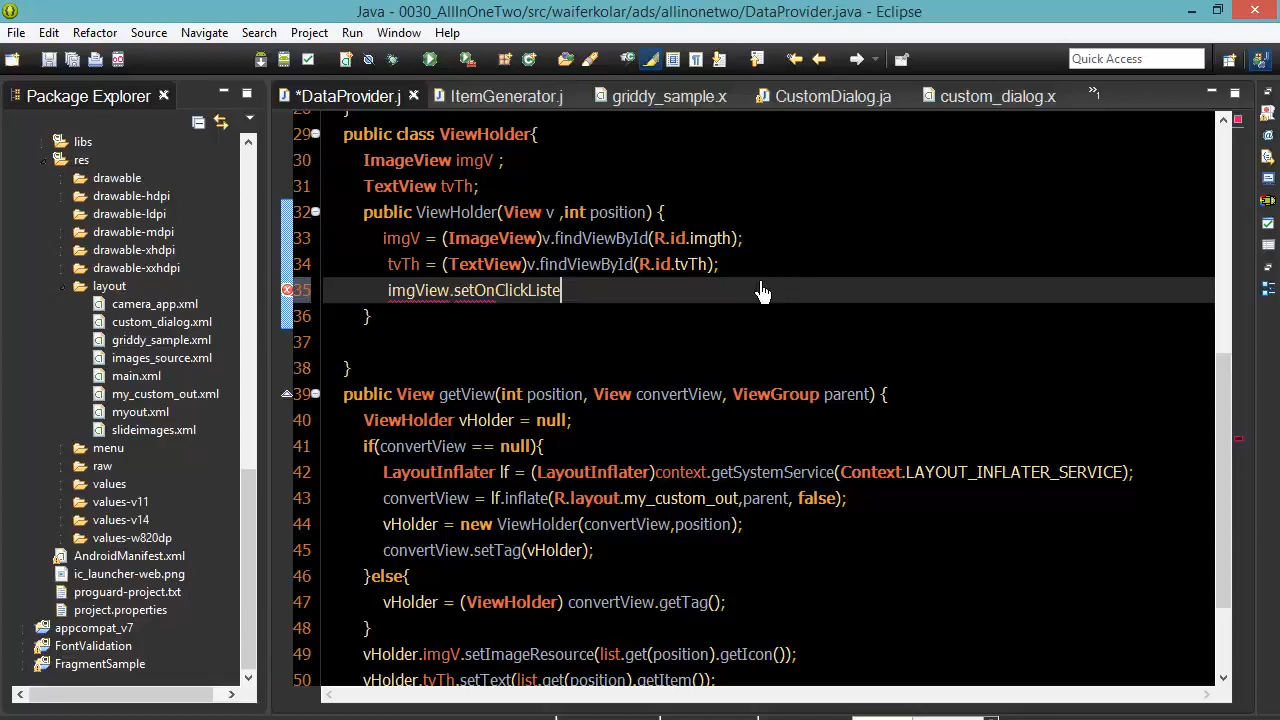 Java - 0030_AllInOneTwo/src/waiferkolar/ads/allinonetwo/DataProvider.java - Eclipse
File Edit Refactor Source Navigate Search Project Run Window Help
Quick Access
Package Explorer
*DataProvider.j ItemGenerator.j griddy_sample.x CustomDialog.ja custom_dialog.x »1
libs
res
drawable
drawable-hdpi
drawable-ldpi
drawable-mdpi
drawable-xhdpi
drawable-xxhdpi
layout
camera_app.xml
custom_dialog.xml
griddy_sample.xml
images_source.xml
main.xml
my_custom_out.xml
myout.xml
slideimages.xml
menu
raw
values
values-v11
values-v14
values-w820dp
AndroidManifest.xml
ic_launcher-web.png
proguard-project.txt
project.properties
appcompat_v7
FontValidation
FragmentSample
28 }
29 public class ViewHolder{
30 ImageView imgV ;
31 TextView tvTh;
32 public ViewHolder(View v ,int position) {
33 imgV = (ImageView)v.findViewById(R.id.imgth);
34 tvTh = (TextView)v.findViewById(R.id.tvTh);
35 imgView.setOnClickListe
36 }
37
38 }
39 public View getView(int position, View convertView, ViewGroup parent) {
40 ViewHolder vHolder = null;
41 if(convertView == null){
42 LayoutInflater lf = (LayoutInflater)context.getSystemService(Context.LAYOUT_INFLATER_SERVICE);
43 convertView = lf.inflate(R.layout.my_custom_out,parent, false);
44 vHolder = new ViewHolder(convertView,position);
45 convertView.setTag(vHolder);
46 }else{
47 vHolder = (ViewHolder) convertView.getTag();
48 }
49 vHolder.imgV.setImageResource(list.get(position).getIcon());
50 vHolder.tvTh.setText(list.get(position).getItem());